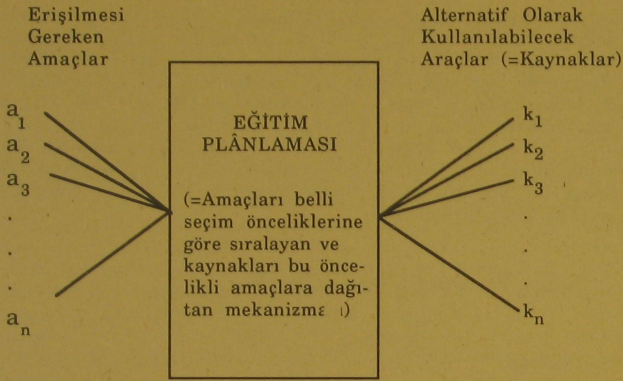 Erişilmesi
Gereken
Amaçlar
a1
a2
a3
.
.
.
an
EĞİTİM
PLÂNLAMASI
(=Amaçları belli
seçim önceliklerine
göre sıralayan ve
kaynakları bu önce-
likli amaçlara dağı-
tan
Alternatif Olarak
Kullanılabilecek
Araçlar (=Kaynaklar)
k1
k2
k3
.
.
.
kn